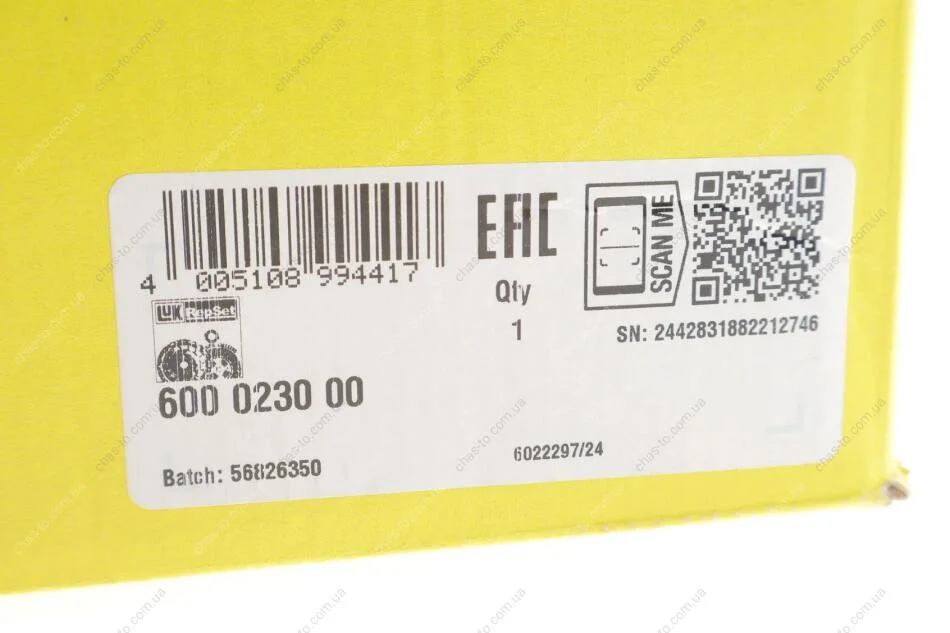 4 005108 994417
EAC
Qty
1
SCAN ME
SN: 2442831882212746
LUK RepSet
600 0230 00
Batch: 56826350
6022297/24
chas-to.com.ua